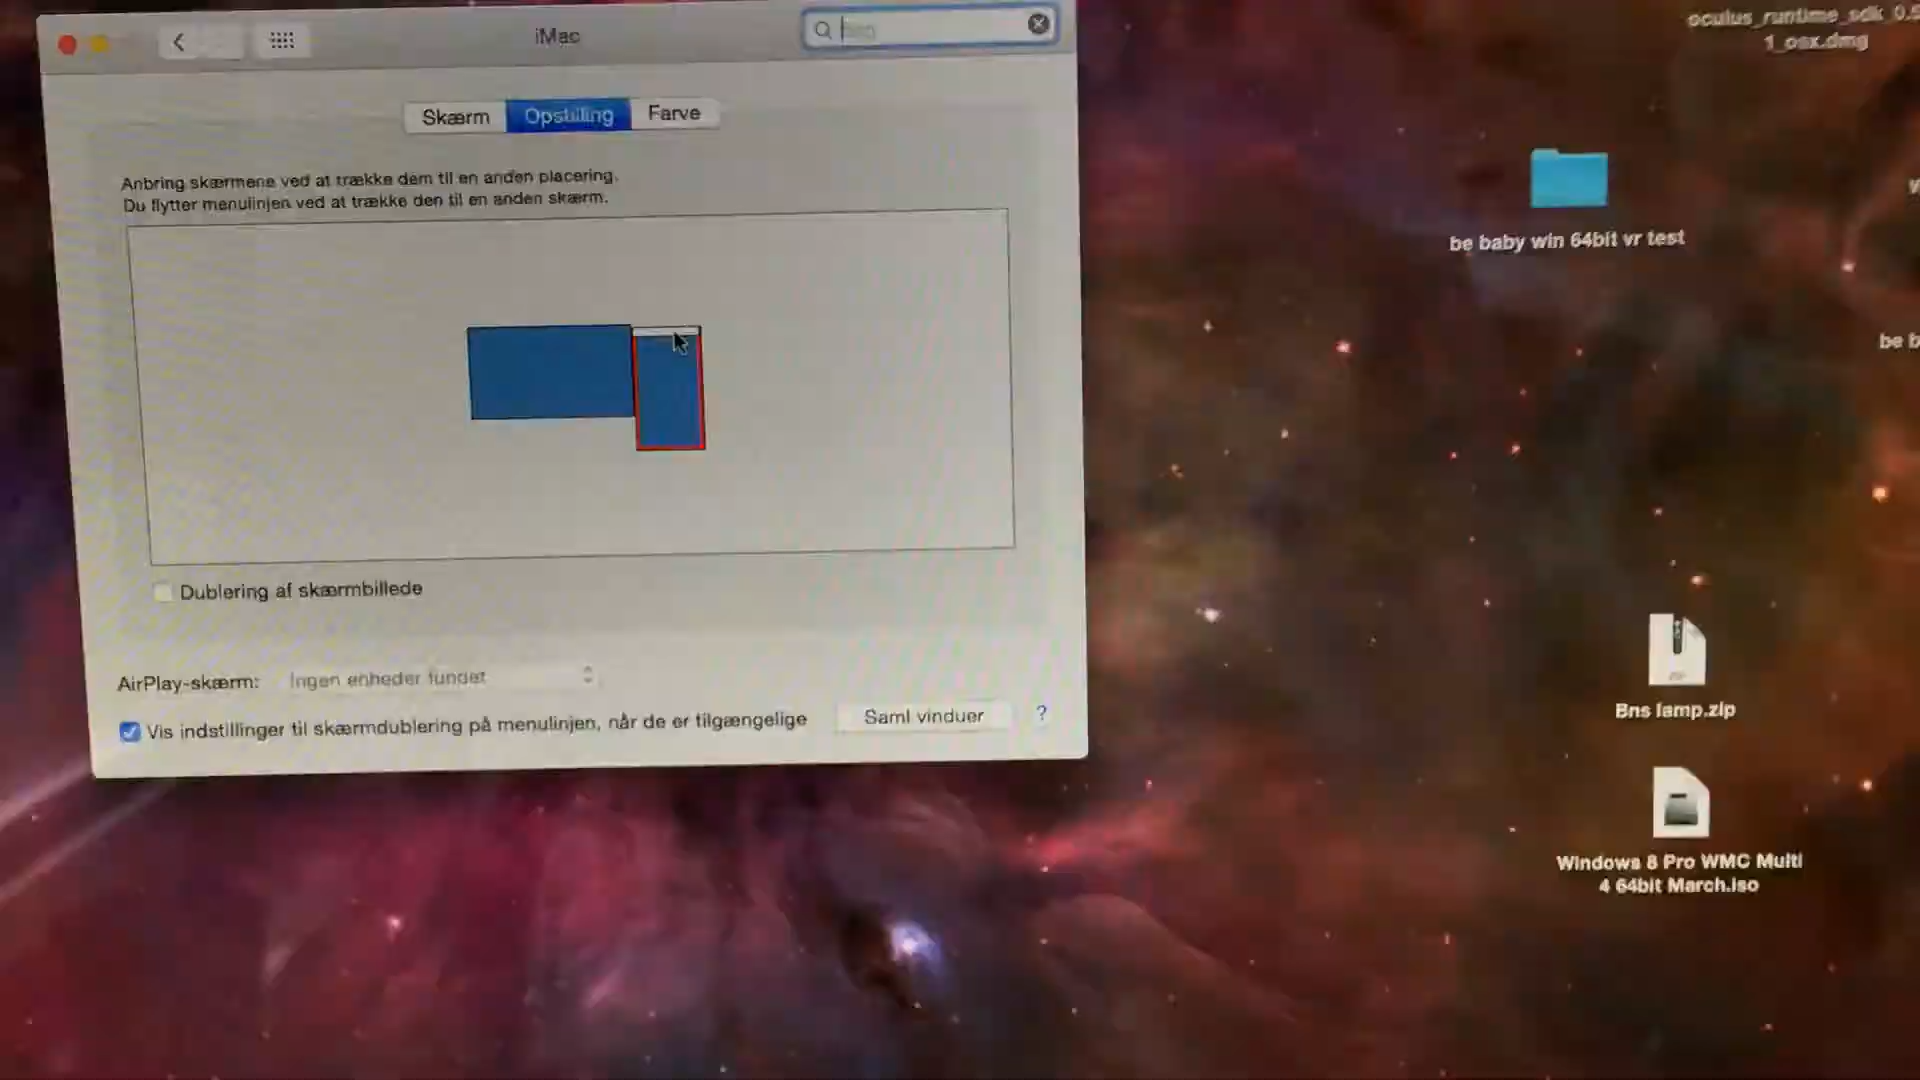 iMac
oculus_runtime_sdk_0.5
1_osx.dmg
Skærm
Opstilling
Farve
Anbring skærmene ved at trække dem til en anden placering.
Du flytter menulinjen ved at trække den til en anden skærm.
be baby win 64bit vr test
be b
Dublering af skærmbillede
AirPlay-skærm:
Ingen enheder fundet
Vis indstillinger til skærmdublering på menulinjen, når de er tilgængelige
Saml vinduer
?
Bns lamp.zip
Windows 8 Pro WMC Multi
4 64bit March.iso